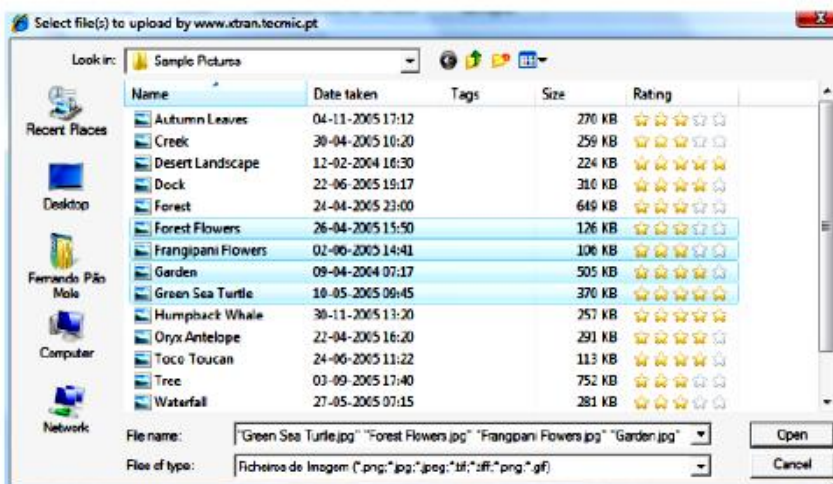 Select file(s) to upload by www.xtran.tecmic.pt
Look in: Sample Pictures
Name Date taken Tags Size Rating
Autumn Leaves 04-11-2005 17:12 270 KB
Creek 30-04-2005 10:20 259 KB
Desert Landscape 12-02-2004 16:30 224 KB
Dock 22-06-2005 19:17 310 KB
Forest 24-04-2005 23:00 649 KB
Forest Flowers 26-04-2005 15:50 126 KB
Frangipani Flowers 02-06-2005 14:41 106 KB
Garden 09-04-2004 07:17 505 KB
Green Sea Turtle 10-05-2005 09:45 370 KB
Humpback Whale 30-11-2005 13:20 257 KB
Oryx Antelope 22-04-2005 16:20 291 KB
Toco Toucan 24-06-2005 11:22 113 KB
Tree 03-09-2005 17:40 752 KB
Waterfall 27-05-2005 07:15 281 KB
Recent Places
Desktop
Fernando Pão
Mole
Computer
Network
File name: "Green Sea Turtle.jpg" "Forest Flowers.jpg" "Frangipani Flowers.jpg" "Garden.jpg"
Open
Files of type: Ficheiros de Imagem (*.png;*.jpg;*.jpeg;*.tif;*.tiff;*.png;*.gif)
Cancel